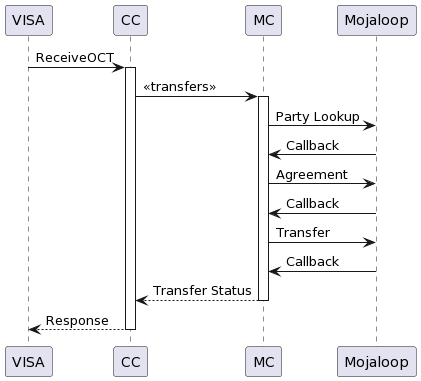 VISA CC MC Mojaloop
ReceiveOCT
«transfers»
Party Lookup
Callback
Agreement
Callback
Transfer
Callback
Transfer Status
Response
VISA CC MC Mojaloop